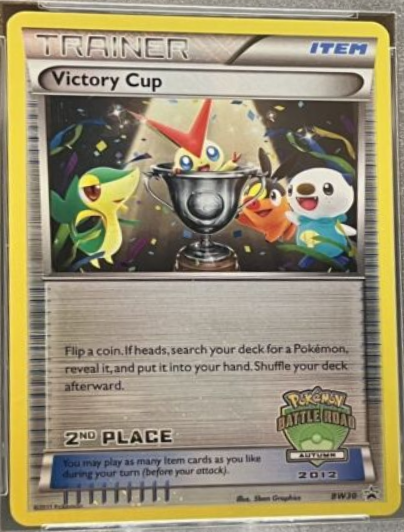 TRAINER
ITEM
Victory Cup
Flip a coin. If heads, search your deck for a Pokémon,
reveal it, and put it into your hand. Shuffle your deck
afterward.
POKéMON
BATTLE ROAD
AUTUMN
2012
2ND PLACE
You may play as many Item cards as you like
during your turn (before your attack).
©2011 Pokémon
Illus. Shen Graphics
BW30